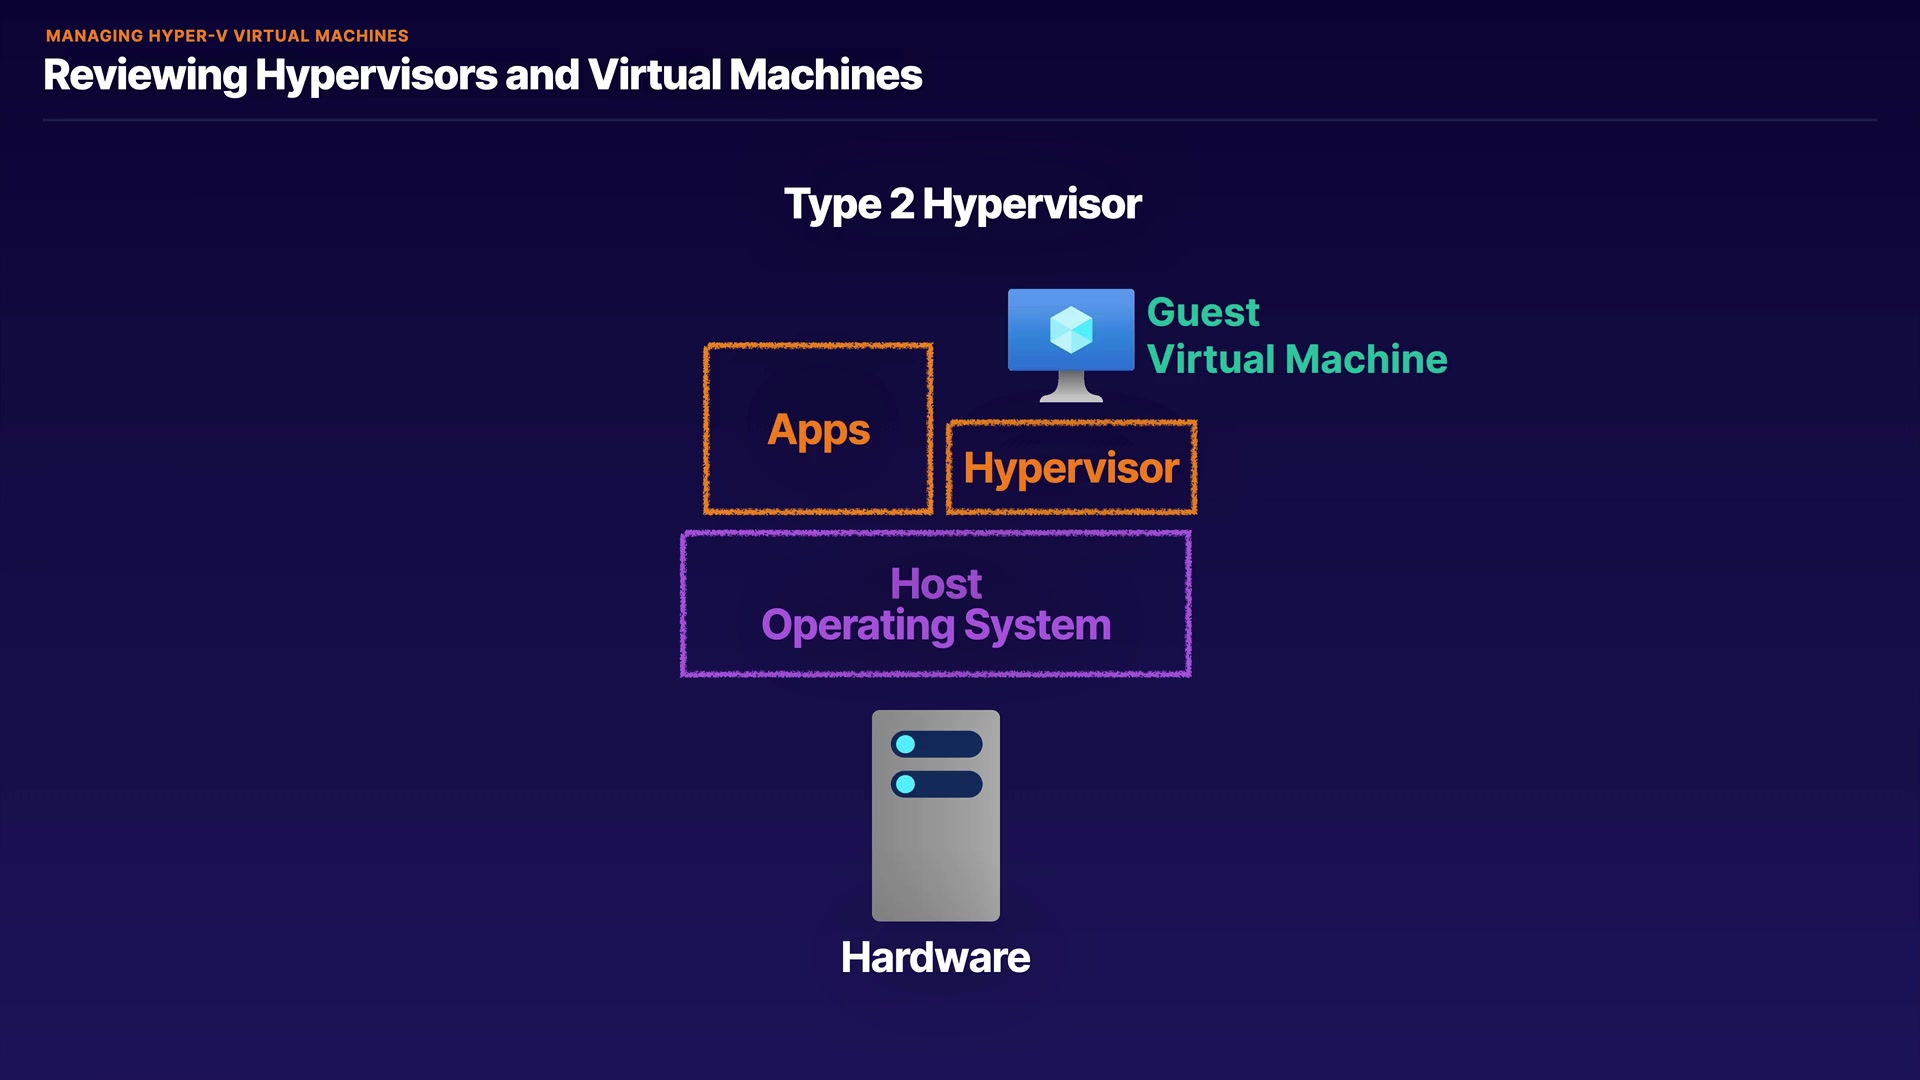 MANAGING HYPER-V VIRTUAL MACHINES
Reviewing Hypervisors and Virtual Machines
Type 2 Hypervisor
Guest
Virtual Machine
Apps
Hypervisor
Host
Operating System
Hardware